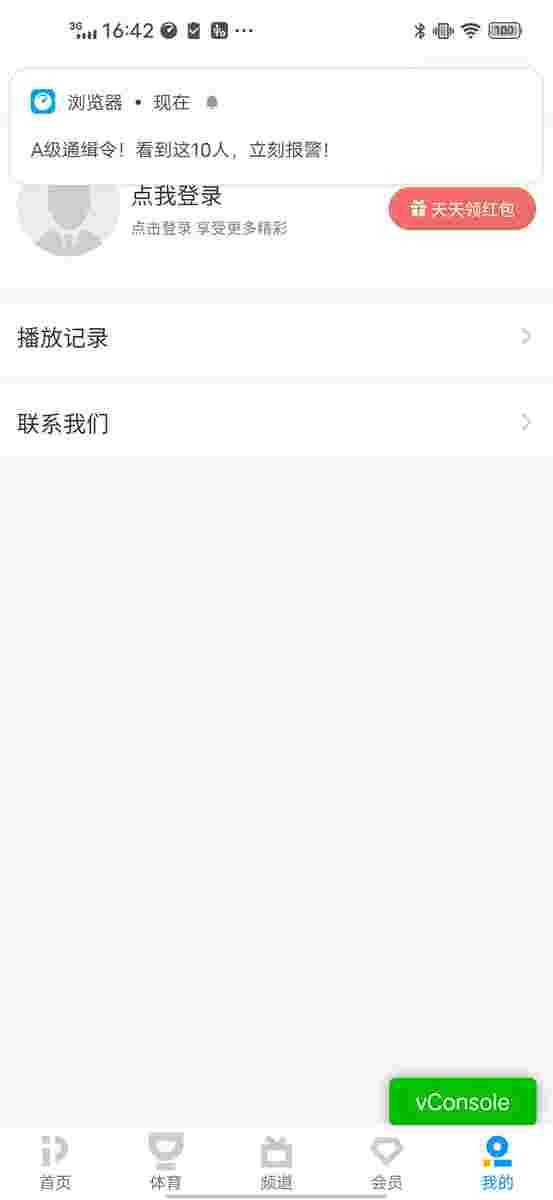 3G 16:42 100
浏览器 • 现在
A级通缉令！看到这10人，立刻报警！
点我登录
点击登录 享受更多精彩
天天领红包
播放记录
联系我们
vConsole
首页 体育 频道 会员 我的